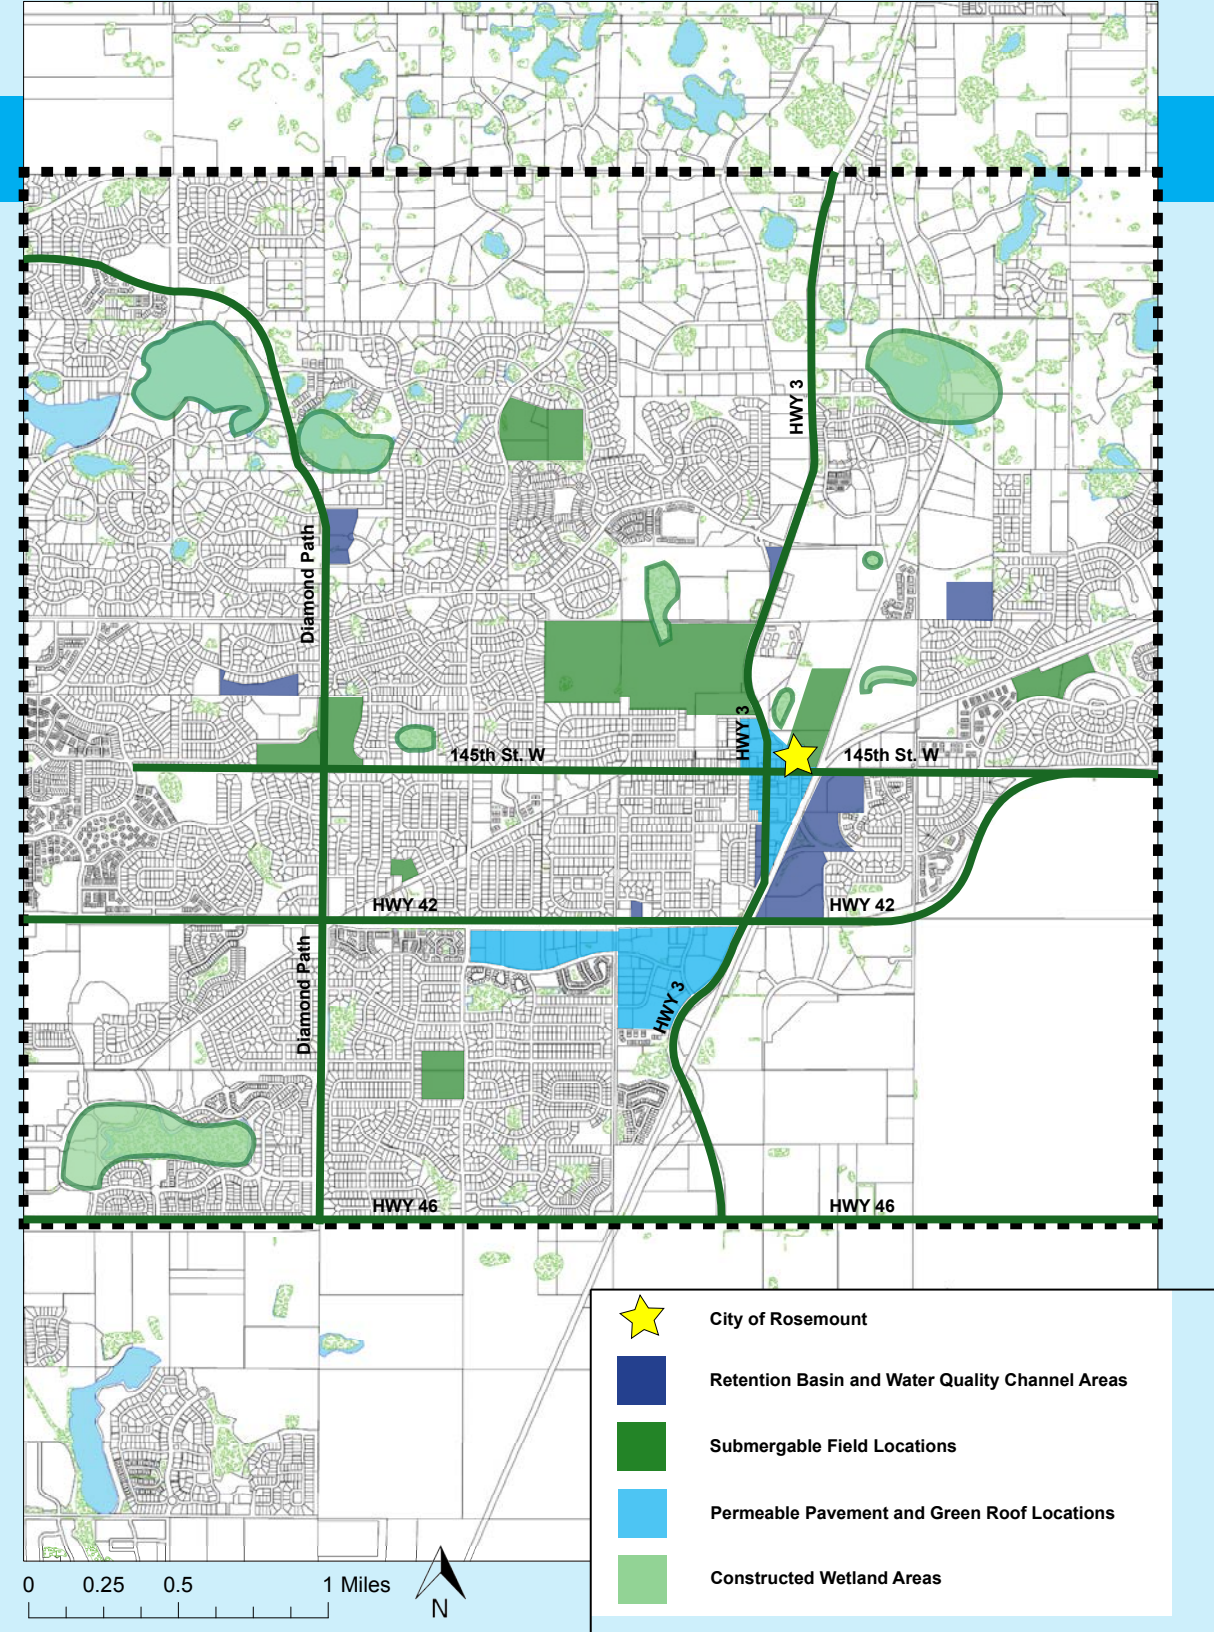 HWY 3
Diamond Path
HWY 3
145th St. W
145th St. W
HWY 42
HWY 42
Diamond Path
HWY 3
HWY 46
HWY 46
City of Rosemount
Retention Basin and Water Quality Channel Areas
Submergable Field Locations
Permeable Pavement and Green Roof Locations
Constructed Wetland Areas
0 0.25 0.5 1 Miles
N